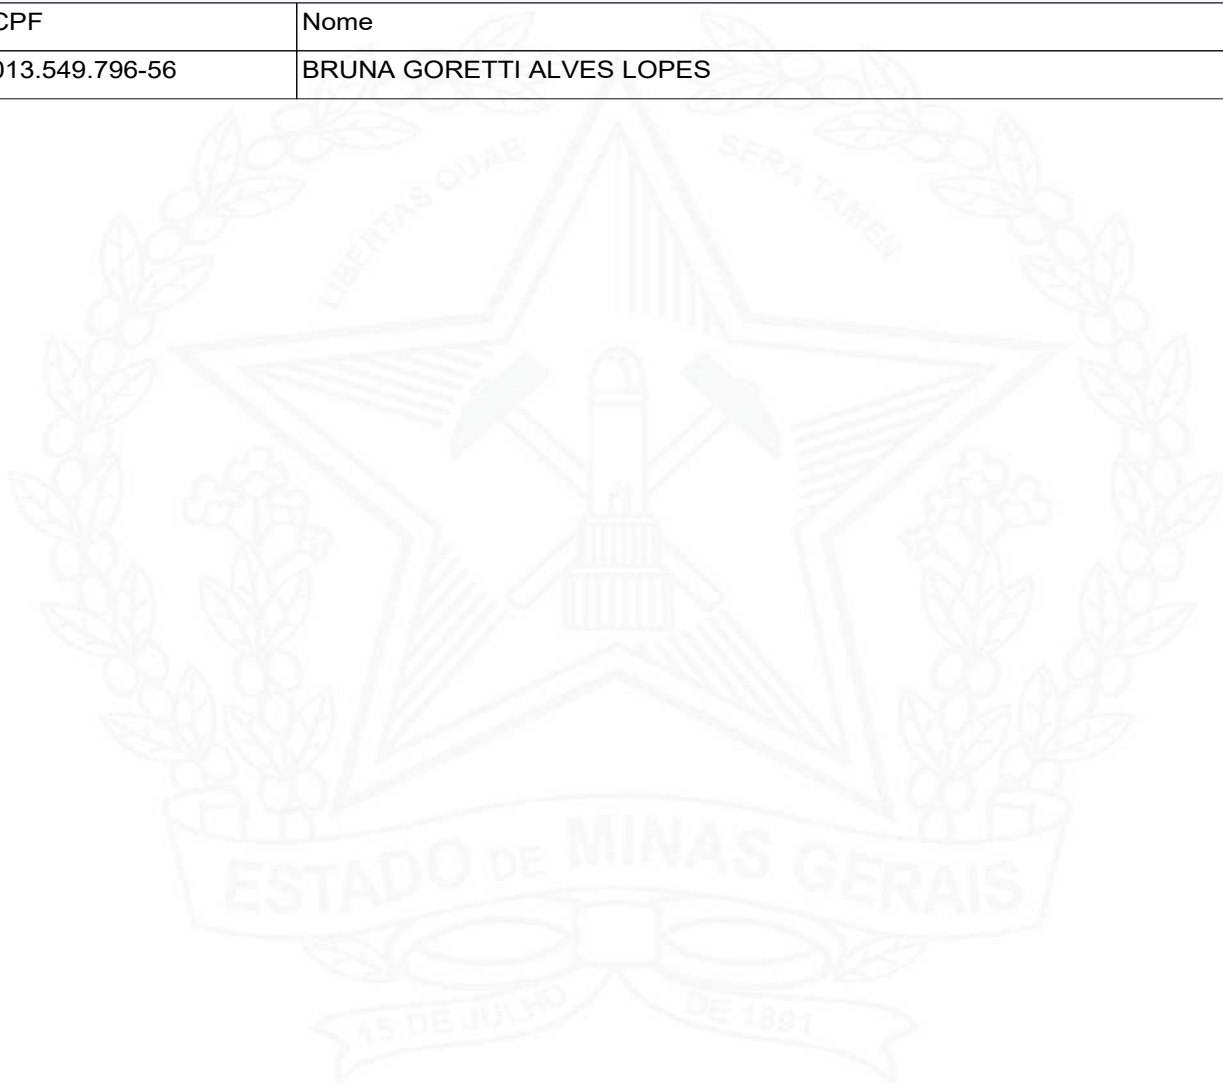 CPF Nome
013.549.796-56 BRUNA GORETTI ALVES LOPES
LIBERTAS QUAE SERA TAMEN
ESTADO DE MINAS GERAIS
15 DE JULHO DE 1891